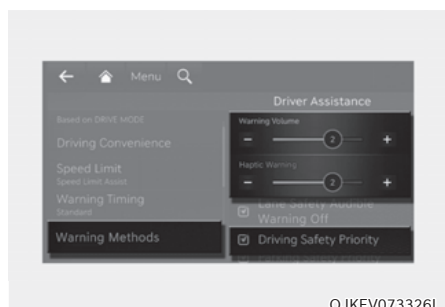 Menu
Driver Assistance
Based on DRIVE MODE
Driving Convenience
Speed Limit
Speed Limit Assist
Warning Timing
Standard
Warning Methods
Warning Volume
- 2 +
Haptic Warning
- 2 +
Lane Safety Audible
Warning Off
Driving Safety Priority
OJKEV073326L